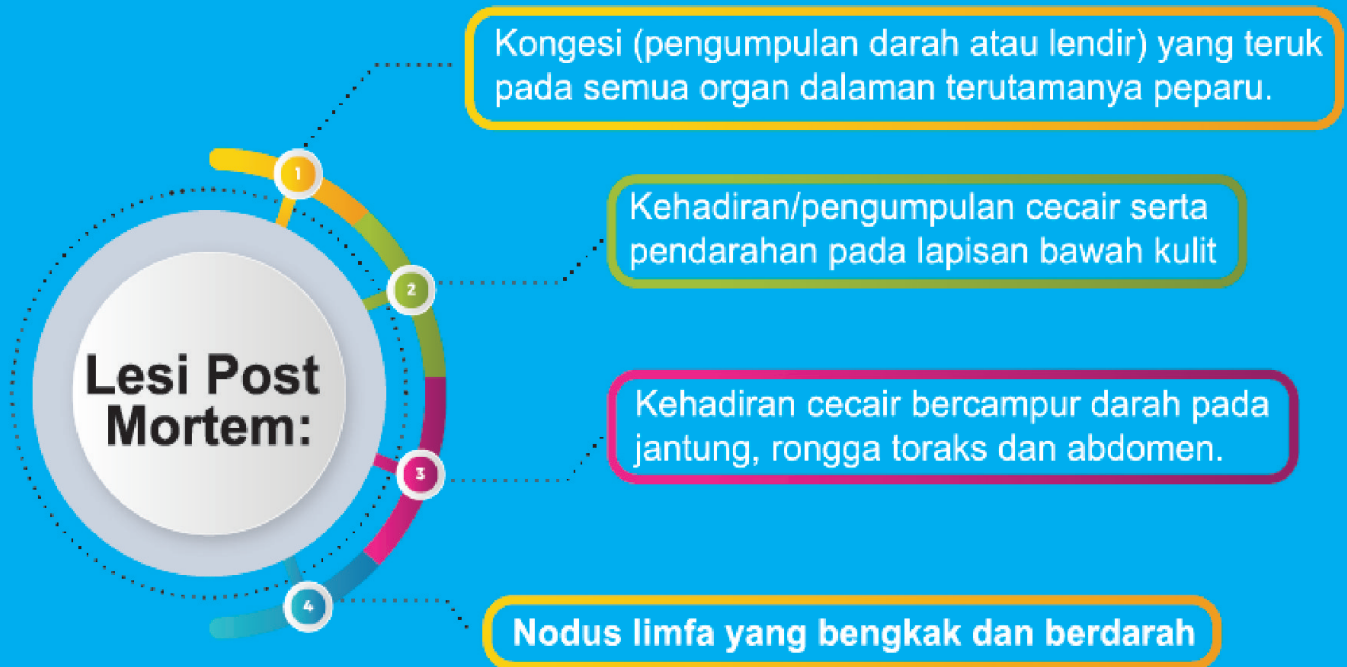 Kongesi (pengumpulan darah atau lendir) yang teruk
pada semua organ dalaman terutamanya peparu.
1
Kehadiran/pengumpulan cecair serta
pendarahan pada lapisan bawah kulit
2
Lesi Post
Mortem:
Kehadiran cecair bercampur darah pada
jantung, rongga toraks dan abdomen.
3
4
Nodus limfa yang bengkak dan berdarah